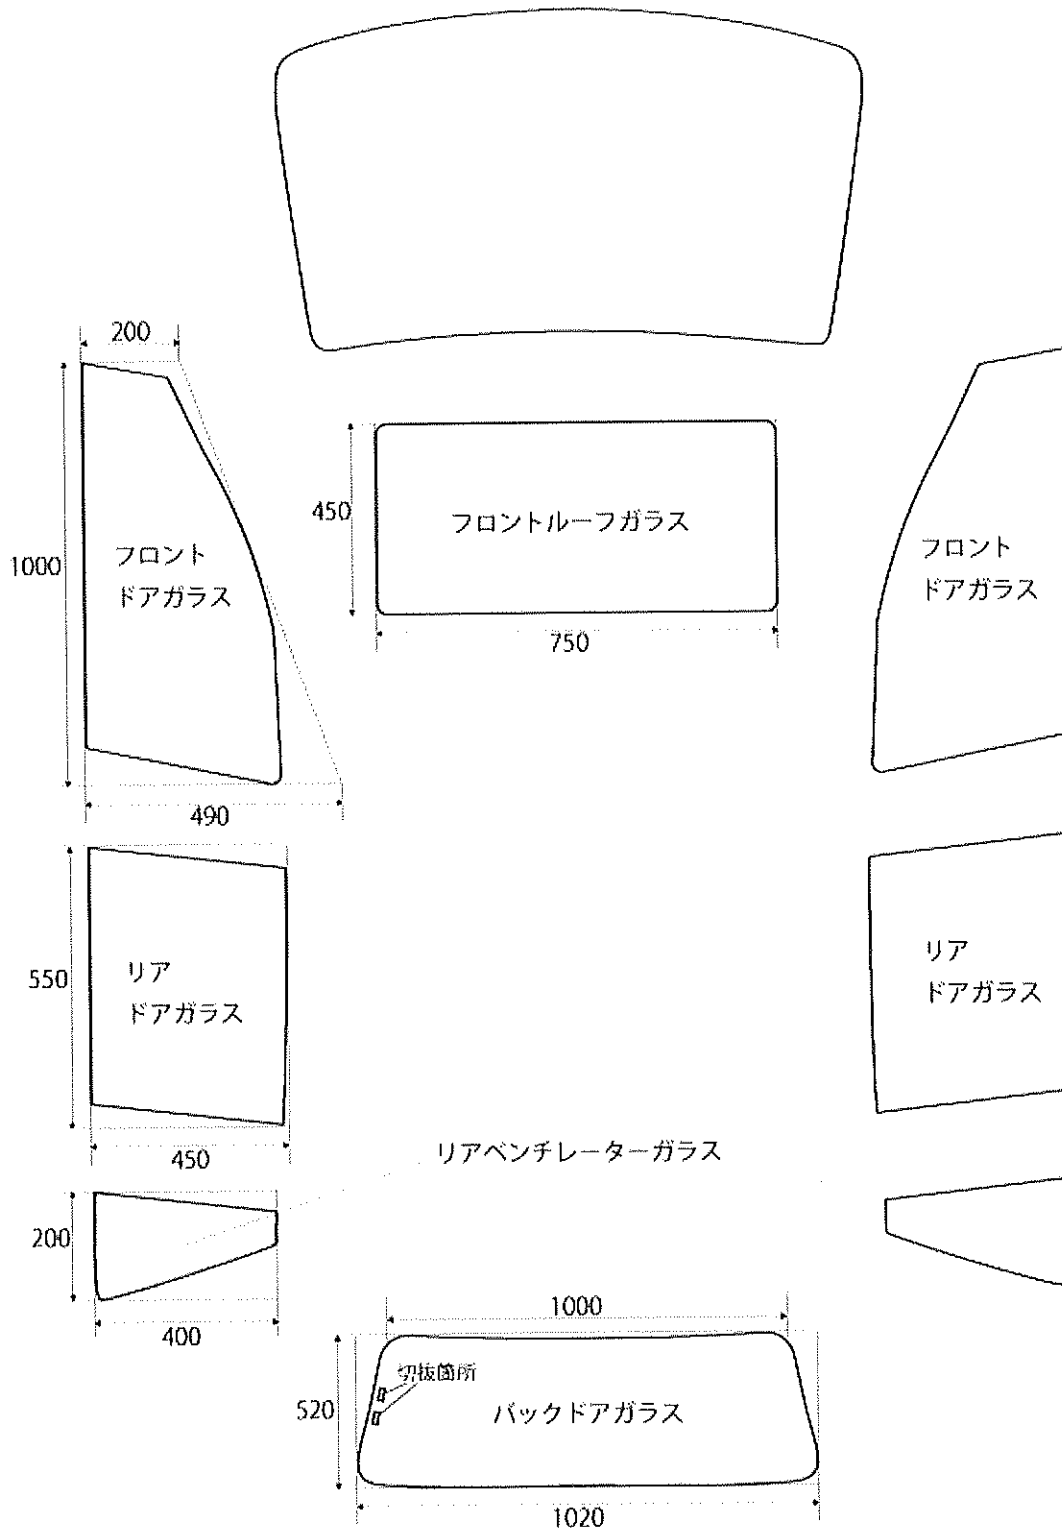 200
1000
フロント
ドアガラス
450
フロントルーフガラス
750
フロント
ドアガラス
490
550
リア
ドアガラス
リア
ドアガラス
450
リアベンチレーターガラス
200
400
1000
切抜箇所
520
バックドアガラス
1020